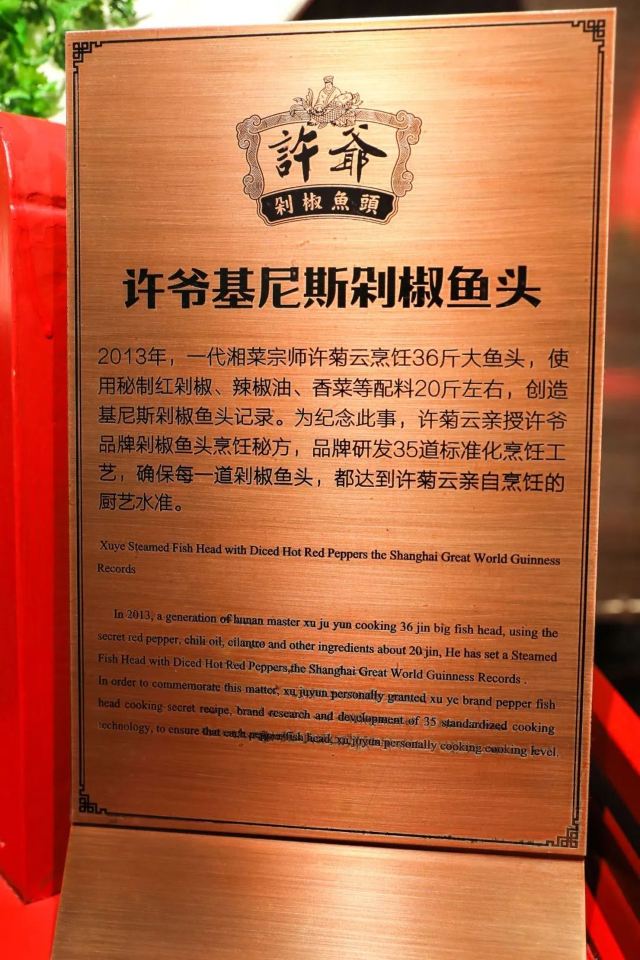 許爺
剁椒魚頭
许爷基尼斯剁椒鱼头
2013年，一代湘菜宗师许菊云烹饪36斤大鱼头，使
用秘制红剁椒、辣椒油、香菜等配料20斤左右，创造
基尼斯剁椒鱼头记录。为纪念此事，许菊云亲授许爷
品牌剁椒鱼头烹饪秘方，品牌研发35道标准化烹饪工
艺，确保每一道剁椒鱼头，都达到许菊云亲自烹饪的
厨艺水准。
Xuye Steamed Fish Head with Diced Hot Red Peppers the Shanghai Great World Guinness
Records
In 2013, a generation of hunan master xu ju yun cooking 36 jin big fish head, using the
secret red pepper, chili oil, cilantro and other ingredients about 20 jin, He has set a Steamed
Fish Head with Diced Hot Red Peppers,the Shanghai Great World Guinness Records .
In order to commemorate this matter, xu juyun personally granted xu ye brand pepper fish
head cooking secret recipe, brand research and development of 35 standardized cooking
technology, to ensure that each pepper fish head, xu juyun personally cooking cooking level.